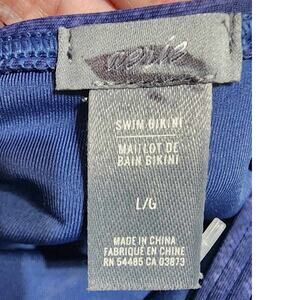 aerie
SWIM BIKINI
MAILLOT DE
BAIN BIKINI
L/G
MADE IN CHINA
FABRIQUÉ EN CHINE
RN 54485 CA 03873